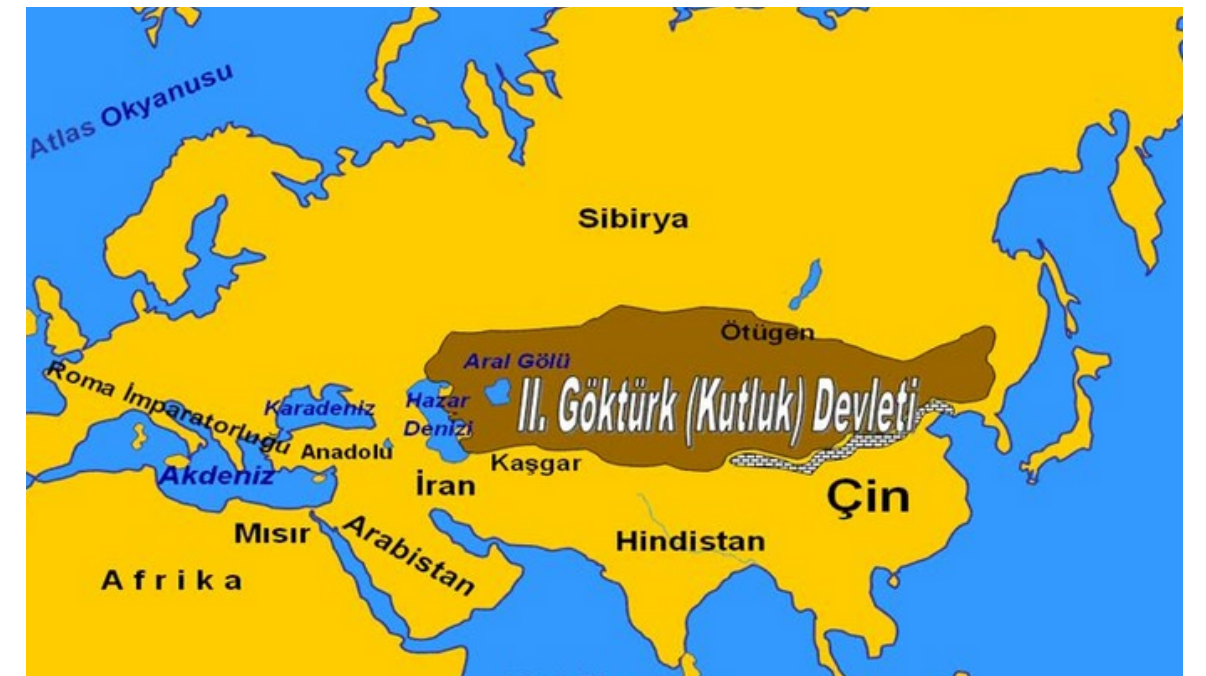 Atlas Okyanusu
Sibirya
Ötügen
Aral Gölü
Roma İmparatorluğu
Karadeniz
Hazar
Denizi
II. Göktürk (Kutluk) Devleti
Anadolu
Kaşgar
Akdeniz
İran
Çin
Mısır
Arabistan
Hindistan
Afrika